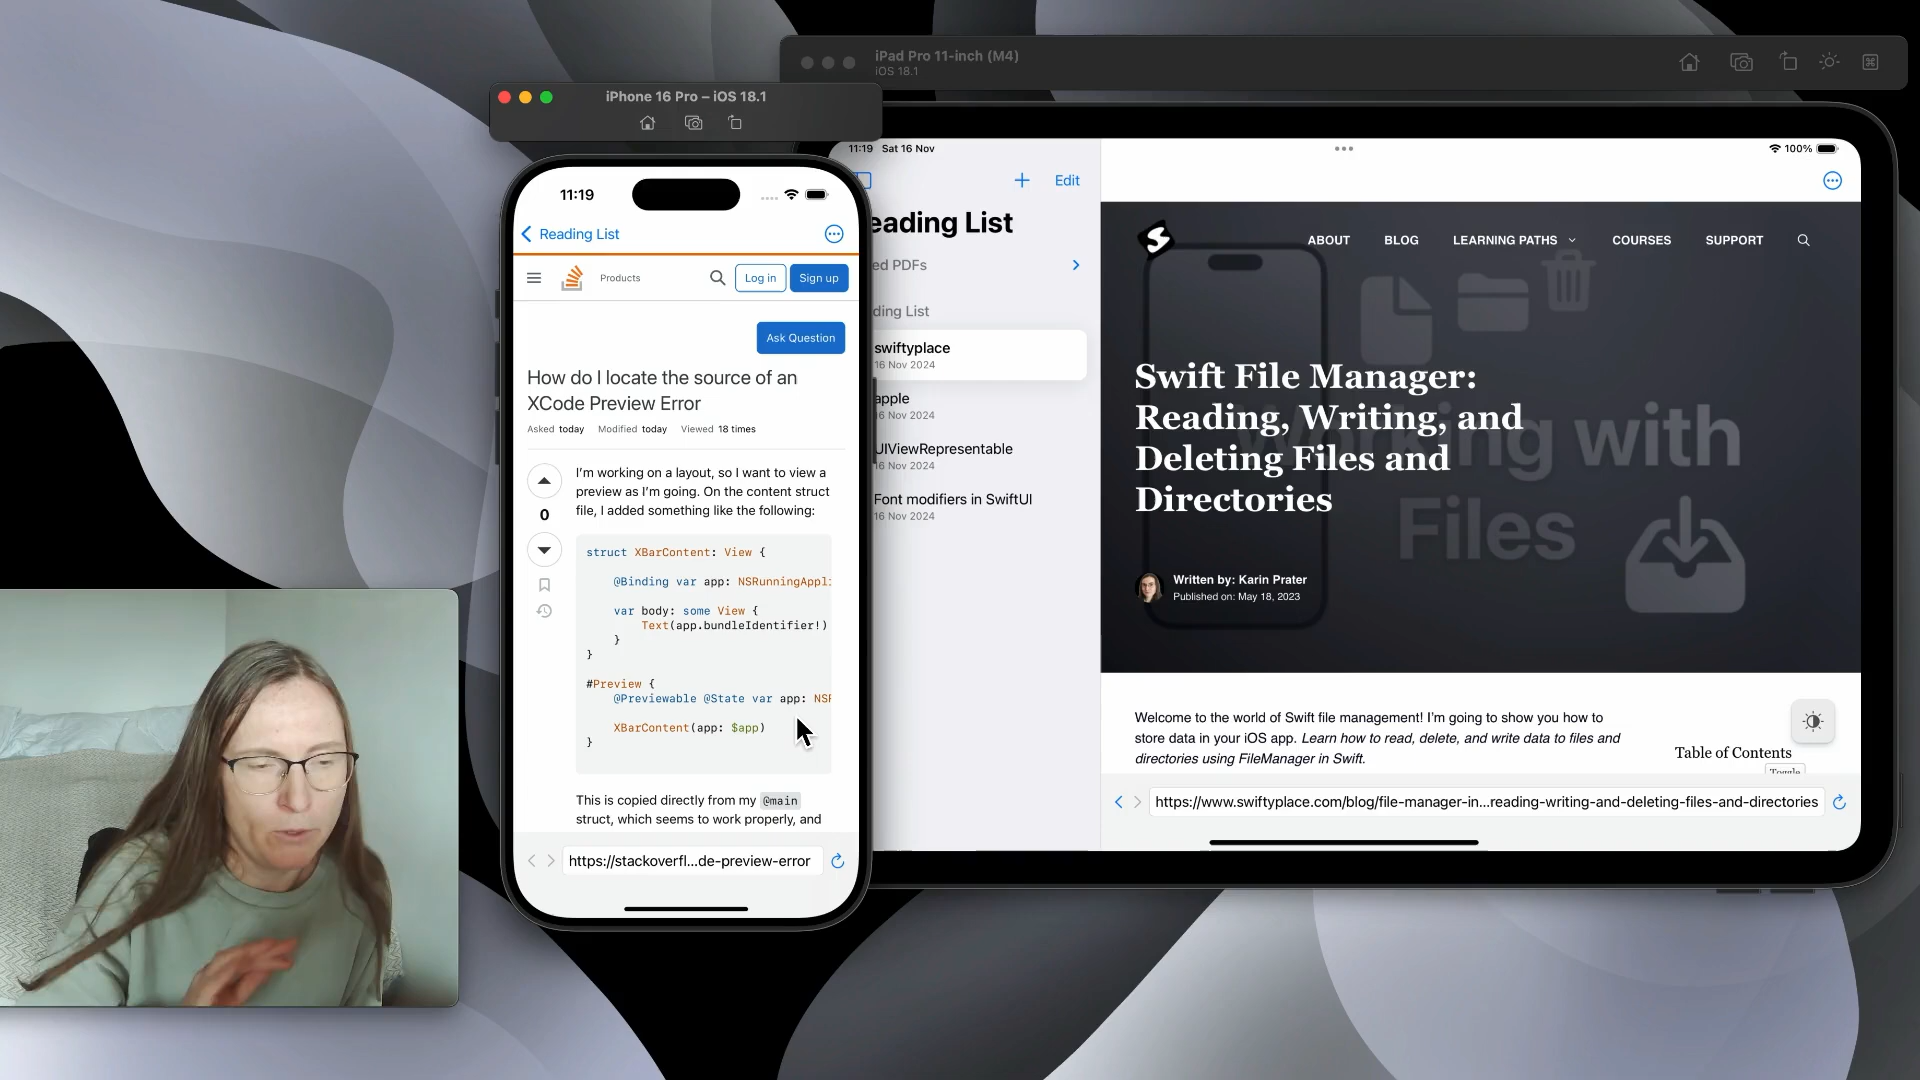 iPad Pro 11-inch (M4)
iOS 18.1
iPhone 16 Pro – iOS 18.1
11:19
Reading List
Products
Log in
Sign up
Ask Question
How do I locate the source of an
XCode Preview Error
Asked today Modified today Viewed 18 times
I'm working on a layout, so I want to view a
preview as I'm going. On the content struct
file, I added something like the following:
0
struct XBarContent: View {
@Binding var app: NSRunningAppli
var body: some View {
Text(app.bundleIdentifier!)
}
}
#Preview {
@Previewable @State var app: NSR
XBarContent(app: $app)
}
This is copied directly from my @main
struct, which seems to work properly, and
https://stackoverfl...de-preview-error
11:19 Sat 16 Nov
100%
Edit
eading List
ed PDFs
ding List
swiftyplace
16 Nov 2024
apple
16 Nov 2024
UIViewRepresentable
16 Nov 2024
Font modifiers in SwiftUI
16 Nov 2024
ABOUT BLOG LEARNING PATHS COURSES SUPPORT
Swift File Manager:
Reading, Writing, and
Deleting Files and
Directories
Working with
Files
Written by: Karin Prater
Published on: May 18, 2023
Welcome to the world of Swift file management! I'm going to show you how to
store data in your iOS app. Learn how to read, delete, and write data to files and
directories using FileManager in Swift.
Table of Contents
Toggle
https://www.swiftyplace.com/blog/file-manager-in...reading-writing-and-deleting-files-and-directories